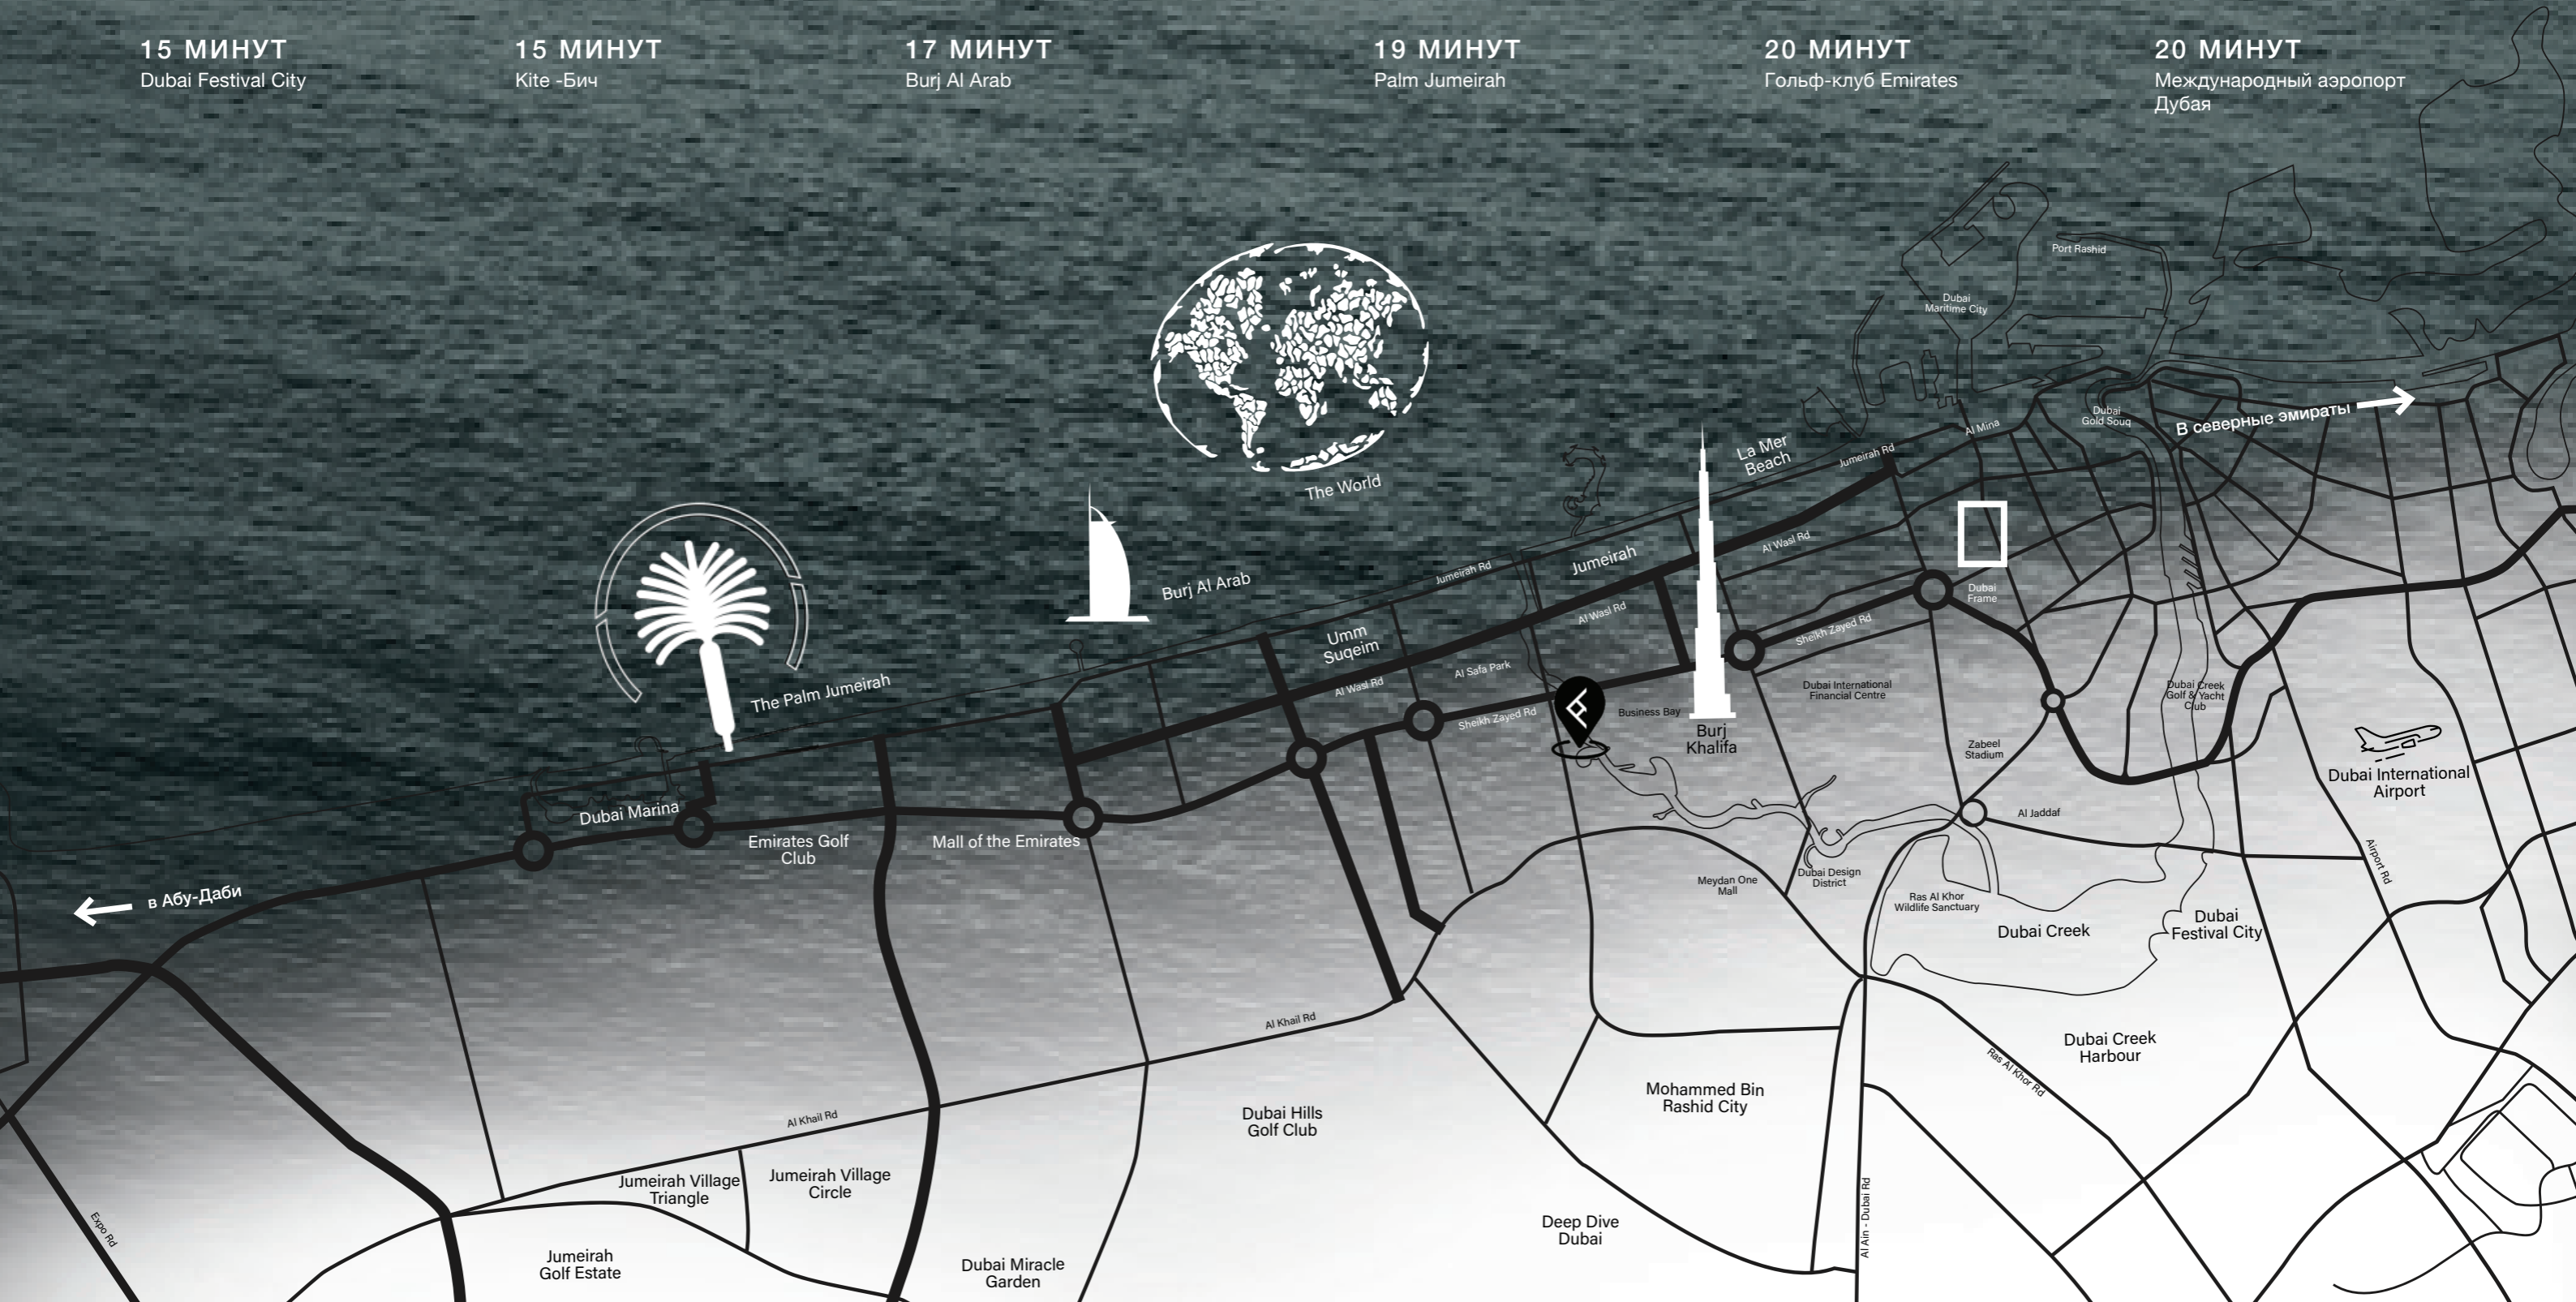 15 МИНУТ
Dubai Festival City
15 МИНУТ
Kite -Бич
17 МИНУТ
Burj Al Arab
19 МИНУТ
Palm Jumeirah
20 МИНУТ
Гольф-клуб Emirates
20 МИНУТ
Международный аэропорт
Дубая
Port Rashid
Dubai
Maritime City
Dubai
Gold Souq
В северные эмираты
Al Mina
La Mer
Beach
Jumeirah Rd
The World
Al Wasl Rd
Jumeirah
Jumeirah Rd
Burj Al Arab
Dubai
Frame
Al Wasl Rd
Sheikh Zayed Rd
Umm
Suqeim
Al Safa Park
Al Wasl Rd
The Palm Jumeirah
Dubai International
Financial Centre
Dubai Creek
Golf & Yacht
Club
Business Bay
Sheikh Zayed Rd
Burj
Khalifa
Zabeel
Stadium
Dubai International
Airport
Dubai Marina
Al Jaddaf
Emirates Golf
Club
Mall of the Emirates
Airport Rd
Meydan One
Mall
Dubai Design
District
в Абу-Даби
Ras Al Khor
Wildlife Sanctuary
Dubai Creek
Dubai
Festival City
Al Khail Rd
Dubai Creek
Harbour
Ras Al Khor Rd
Mohammed Bin
Rashid City
Al Khail Rd
Dubai Hills
Golf Club
Jumeirah Village
Triangle
Jumeirah Village
Circle
Al Ain - Dubai Rd
Expo Rd
Deep Dive
Dubai
Jumeirah
Golf Estate
Dubai Miracle
Garden